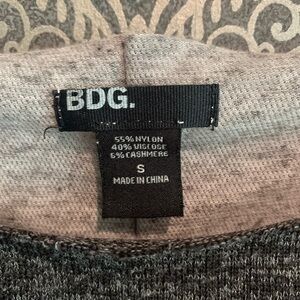 BDG.
55% NYLON
40% VISCOSE
5% CASHMERE
S
MADE IN CHINA